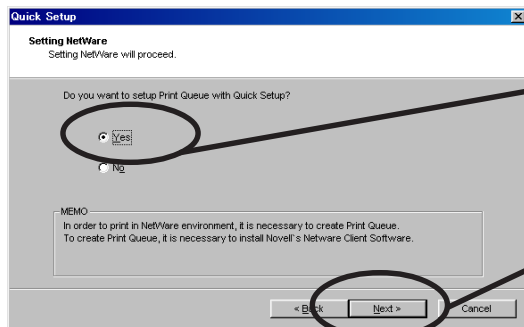 Quick Setup
Setting NetWare
Setting NetWare will proceed.
Do you want to setup Print Queue with Quick Setup?
Yes
No
MEMO
In order to print in NetWare environment, it is necessary to create Print Queue.
To create Print Queue, it is necessary to install Novell's Netware Client Software.
« Back Next » Cancel